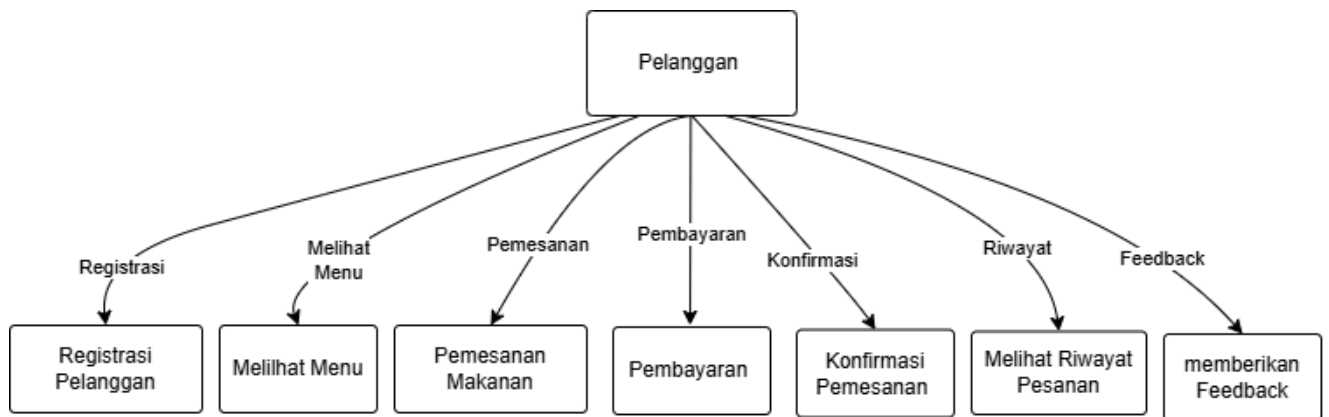 Pelanggan
Registrasi
Melihat
Menu
Pemesanan
Pembayaran
Konfirmasi
Riwayat
Feedback
Registrasi
Pelanggan
Melilhat Menu
Pemesanan
Makanan
Pembayaran
Konfirmasi
Pemesanan
Melihat Riwayat
Pesanan
memberikan
Feedback